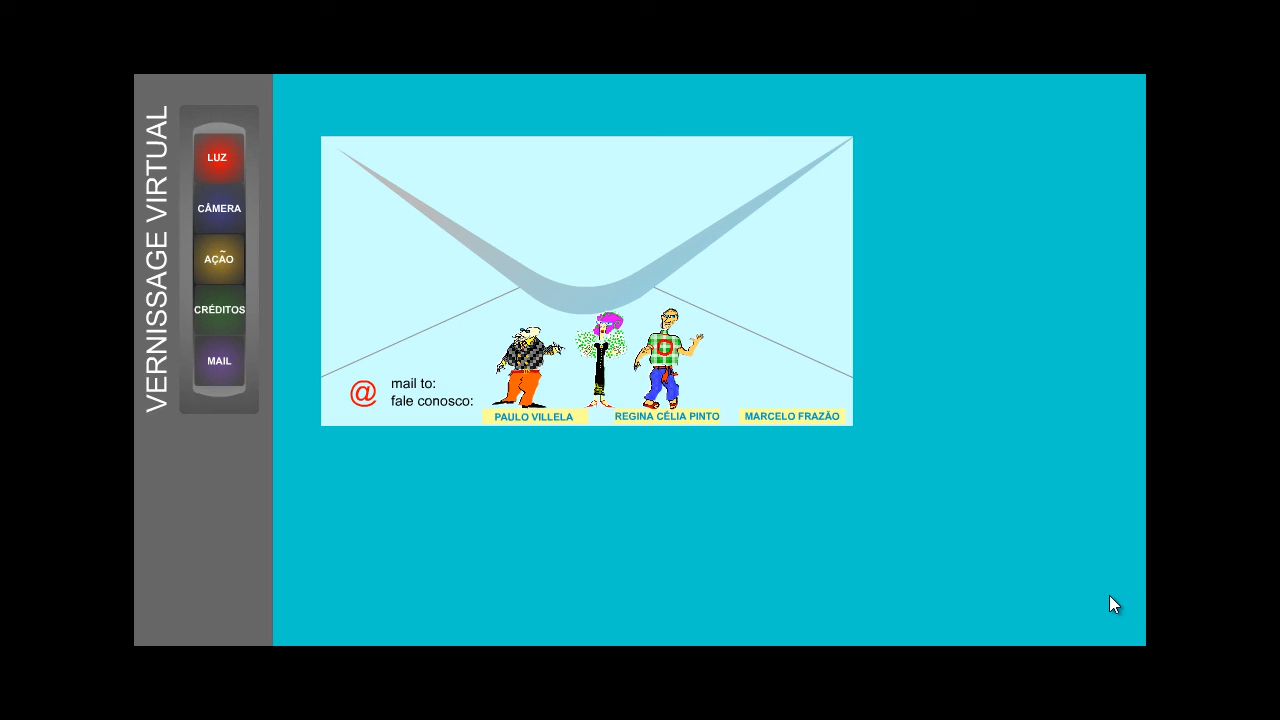 VERNISSAGE VIRTUAL
LUZ
CÂMERA
AÇÃO
CRÉDITOS
MAIL
@
mail to:
fale conosco:
PAULO VILLELA
REGINA CÉLIA PINTO
MARCELO FRAZÃO